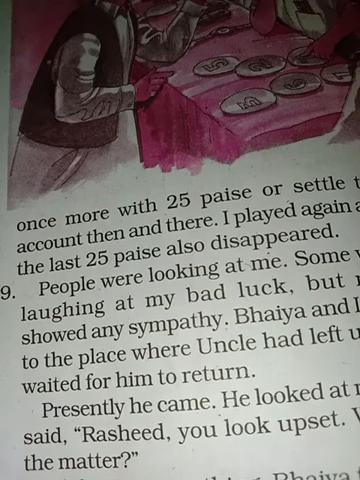 once more with 25 paise or settle
account then and there. I played again
the last 25 paise also disappeared.
9. People were looking at me. Some
laughing at my bad luck, but
showed any sympathy. Bhaiya and
to the place where Uncle had left
waited for him to return.
Presently he came. He looked at
said, "Rasheed, you look upset.
the matter?"